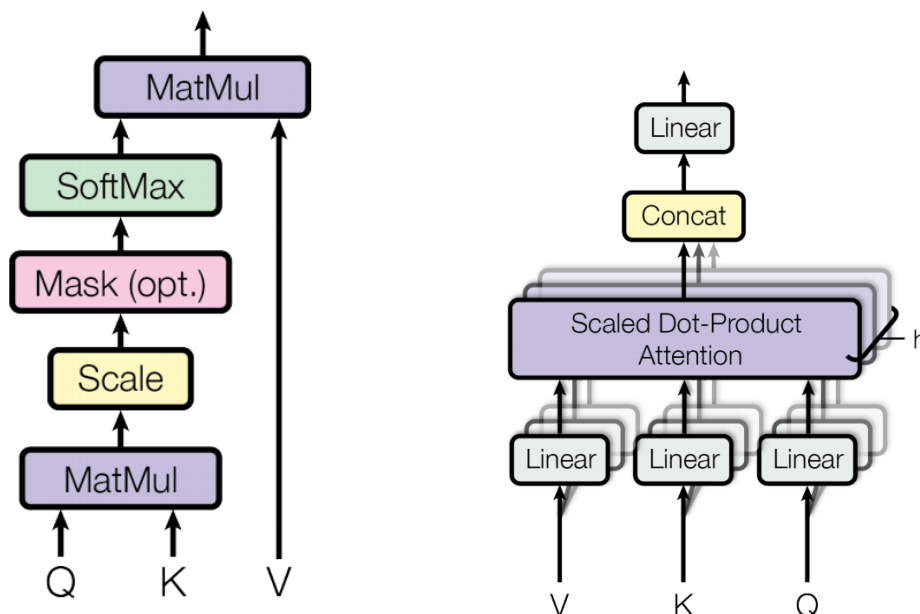 MatMul
SoftMax
Mask (opt.)
Scale
MatMul
Q K V
Linear
Concat
Scaled Dot-Product
Attention
h
Linear Linear Linear
V K Q